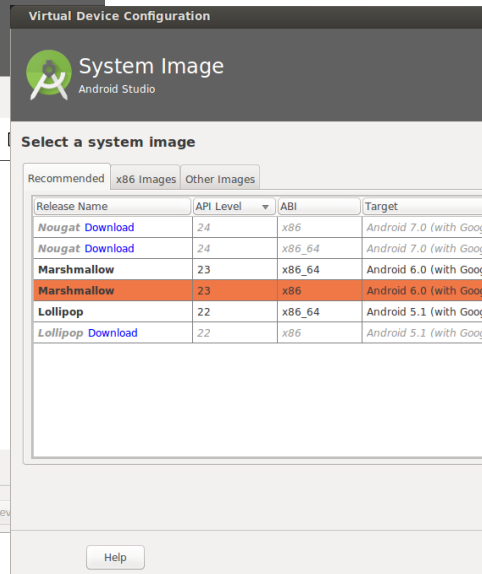 Virtual Device Configuration
System Image
Android Studio
Select a system image
Recommended x86 Images Other Images
Release Name API Level ABI Target
Nougat Download 24 x86 Android 7.0 (with Goog
Nougat Download 24 x86_64 Android 7.0 (with Goog
Marshmallow 23 x86_64 Android 6.0 (with Goog
Marshmallow 23 x86 Android 6.0 (with Goog
Lollipop 22 x86_64 Android 5.1 (with Goog
Lollipop Download 22 x86 Android 5.1 (with Goog
Help